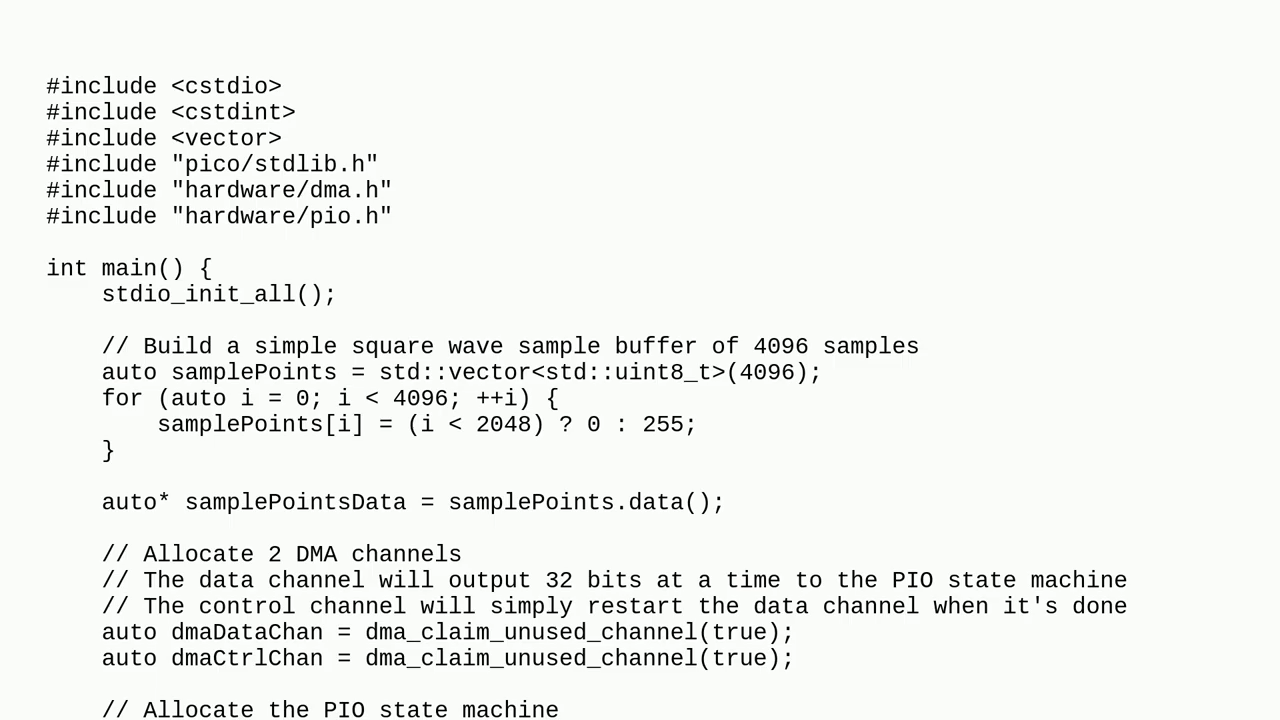 #include <cstdio>
#include <cstdint>
#include <vector>
#include "pico/stdlib.h"
#include "hardware/dma.h"
#include "hardware/pio.h"
int main() {
    stdio_init_all();
    // Build a simple square wave sample buffer of 4096 samples
    auto samplePoints = std::vector<std::uint8_t>(4096);
    for (auto i = 0; i < 4096; ++i) {
        samplePoints[i] = (i < 2048) ? 0 : 255;
    }
    auto* samplePointsData = samplePoints.data();
    // Allocate 2 DMA channels
    // The data channel will output 32 bits at a time to the PIO state machine
    // The control channel will simply restart the data channel when it's done
    auto dmaDataChan = dma_claim_unused_channel(true);
    auto dmaCtrlChan = dma_claim_unused_channel(true);
    // Allocate the PIO state machine